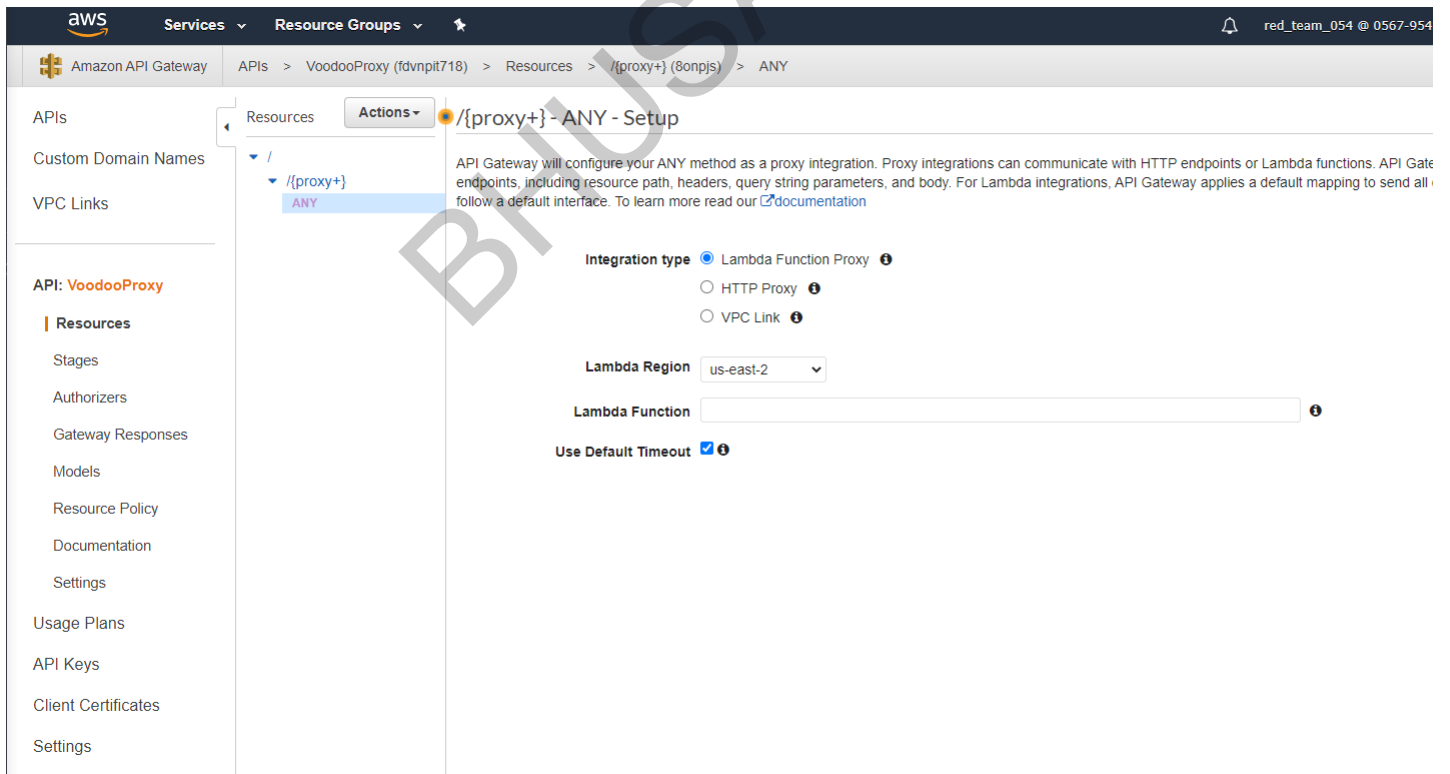 aws Services Resource Groups red_team_054 @ 0567-954
Amazon API Gateway APIs > VoodooProxy (fdvnpit718) > Resources > /{proxy+} (8onpjs) > ANY
APIs
Custom Domain Names
VPC Links
API: VoodooProxy
Resources
Stages
Authorizers
Gateway Responses
Models
Resource Policy
Documentation
Settings
Usage Plans
API Keys
Client Certificates
Settings
Resources Actions
/
/{proxy+}
ANY
/{proxy+} - ANY - Setup
API Gateway will configure your ANY method as a proxy integration. Proxy integrations can communicate with HTTP endpoints or Lambda functions. API Gate
endpoints, including resource path, headers, query string parameters, and body. For Lambda integrations, API Gateway applies a default mapping to send all
follow a default interface. To learn more read our documentation
Integration type Lambda Function Proxy
HTTP Proxy
VPC Link
Lambda Region us-east-2
Lambda Function
Use Default Timeout
BHUSA